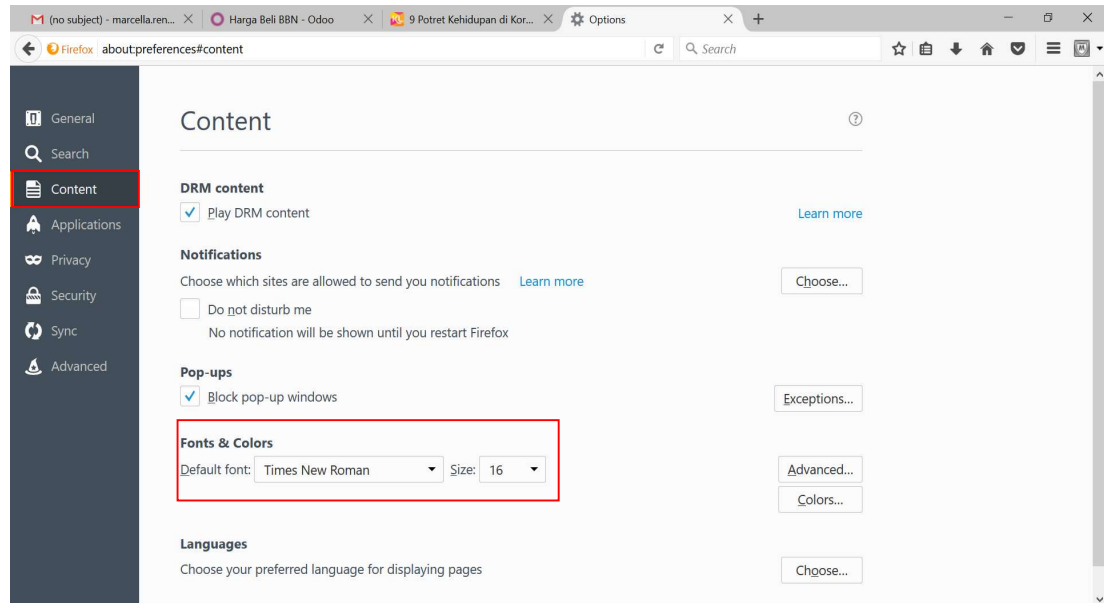 (no subject) - marcella.ren...
Harga Beli BBN - Odoo
9 Potret Kehidupan di Kor...
Options
Firefox about:preferences#content
Search
General
Search
Content
Applications
Privacy
Security
Sync
Advanced
Content
DRM content
Play DRM content
Learn more
Notifications
Choose which sites are allowed to send you notifications Learn more
Choose...
Do not disturb me
No notification will be shown until you restart Firefox
Pop-ups
Block pop-up windows
Exceptions...
Fonts & Colors
Default font: Times New Roman Size: 16
Advanced...
Colors...
Languages
Choose your preferred language for displaying pages
Choose...